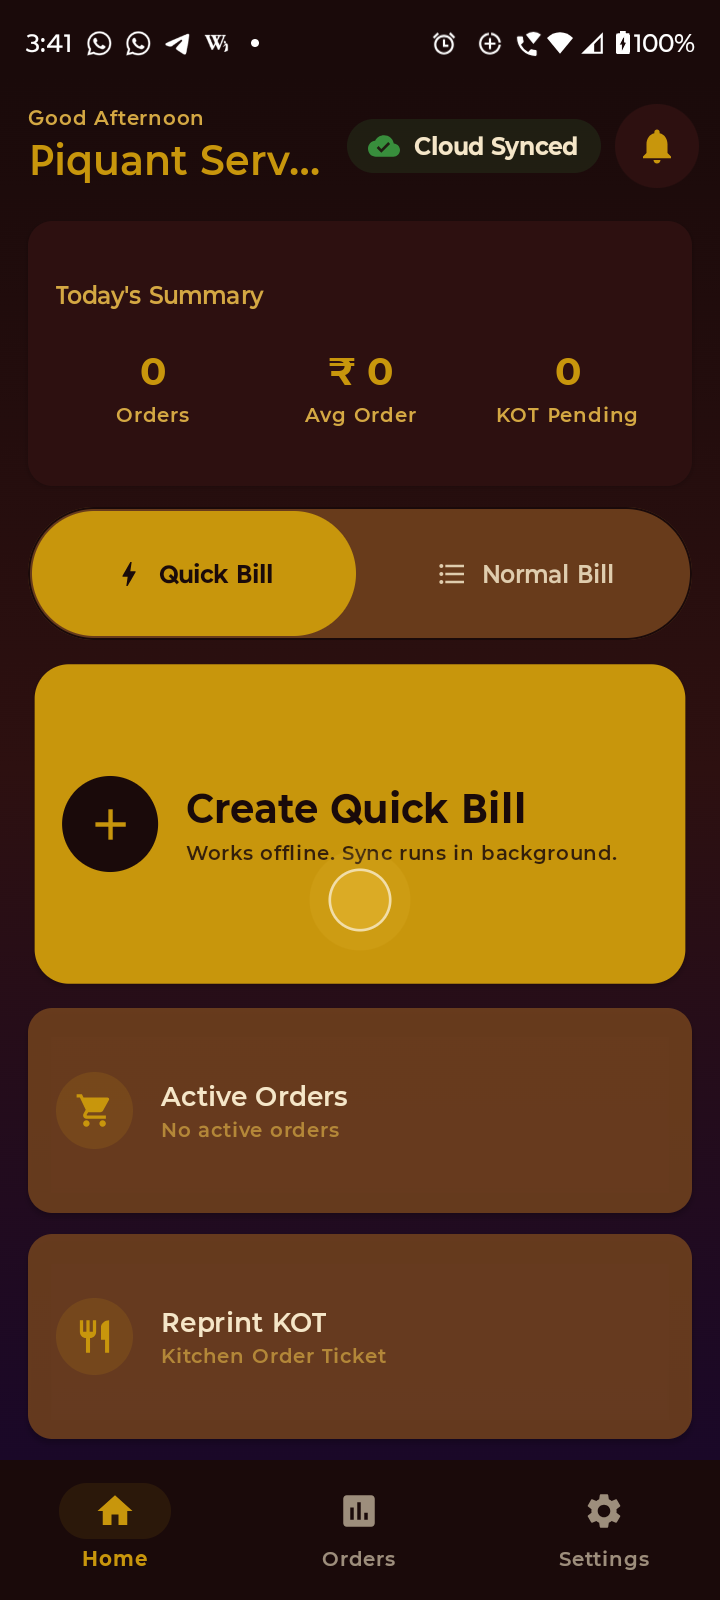 3:41
100%
Good Afternoon
Piquant Serv...
Cloud Synced
Today's Summary
0
₹ 0
0
Orders
Avg Order
KOT Pending
Quick Bill
Normal Bill
Create Quick Bill
Works offline. Sync runs in background.
Active Orders
No active orders
Reprint KOT
Kitchen Order Ticket
Home
Orders
Settings